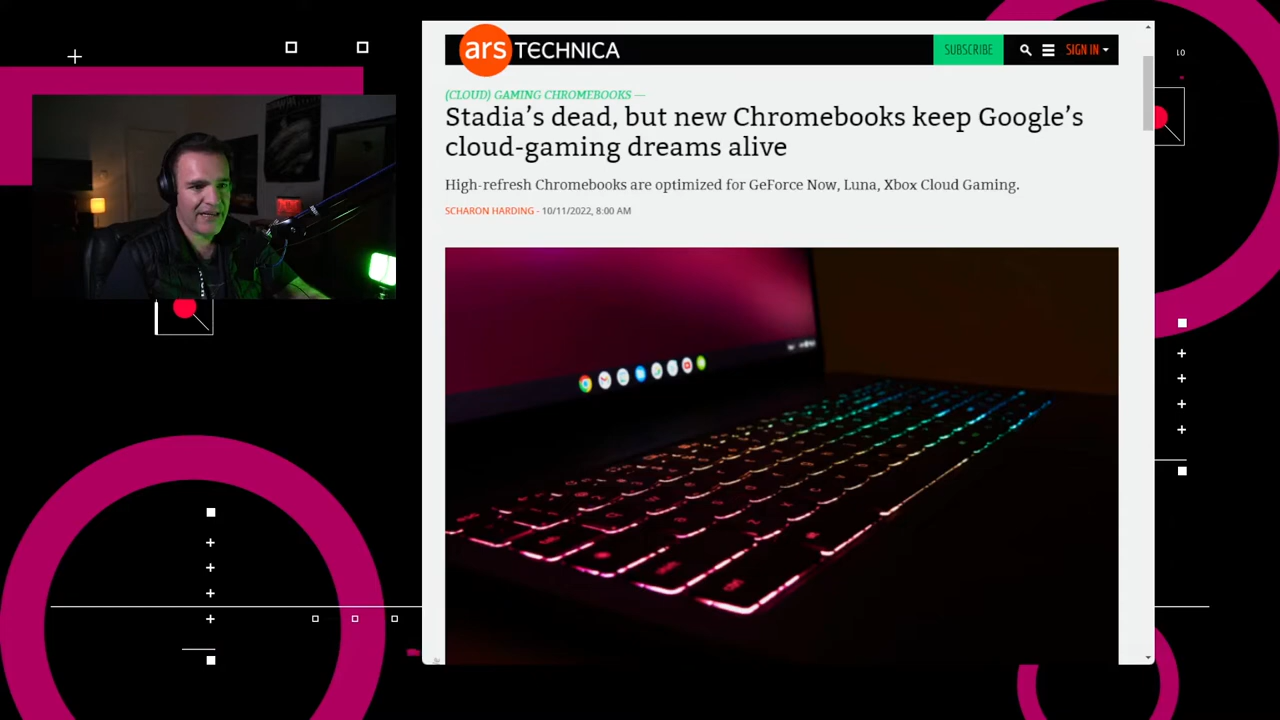 ars TECHNICA
SUBSCRIBE
SIGN IN
(CLOUD) GAMING CHROMEBOOKS —
Stadia's dead, but new Chromebooks keep Google's
cloud-gaming dreams alive
High-refresh Chromebooks are optimized for GeForce Now, Luna, Xbox Cloud Gaming.
SCHARON HARDING - 10/11/2022, 8:00 AM